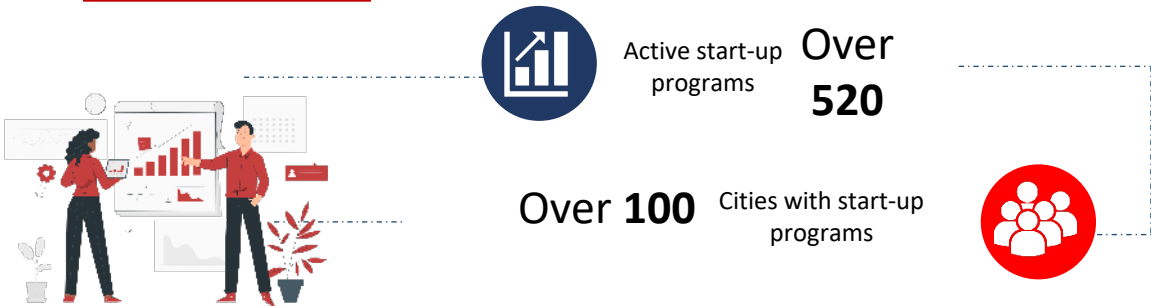 Active start-up
programs
Over
520
Over 100
Cities with start-up
programs